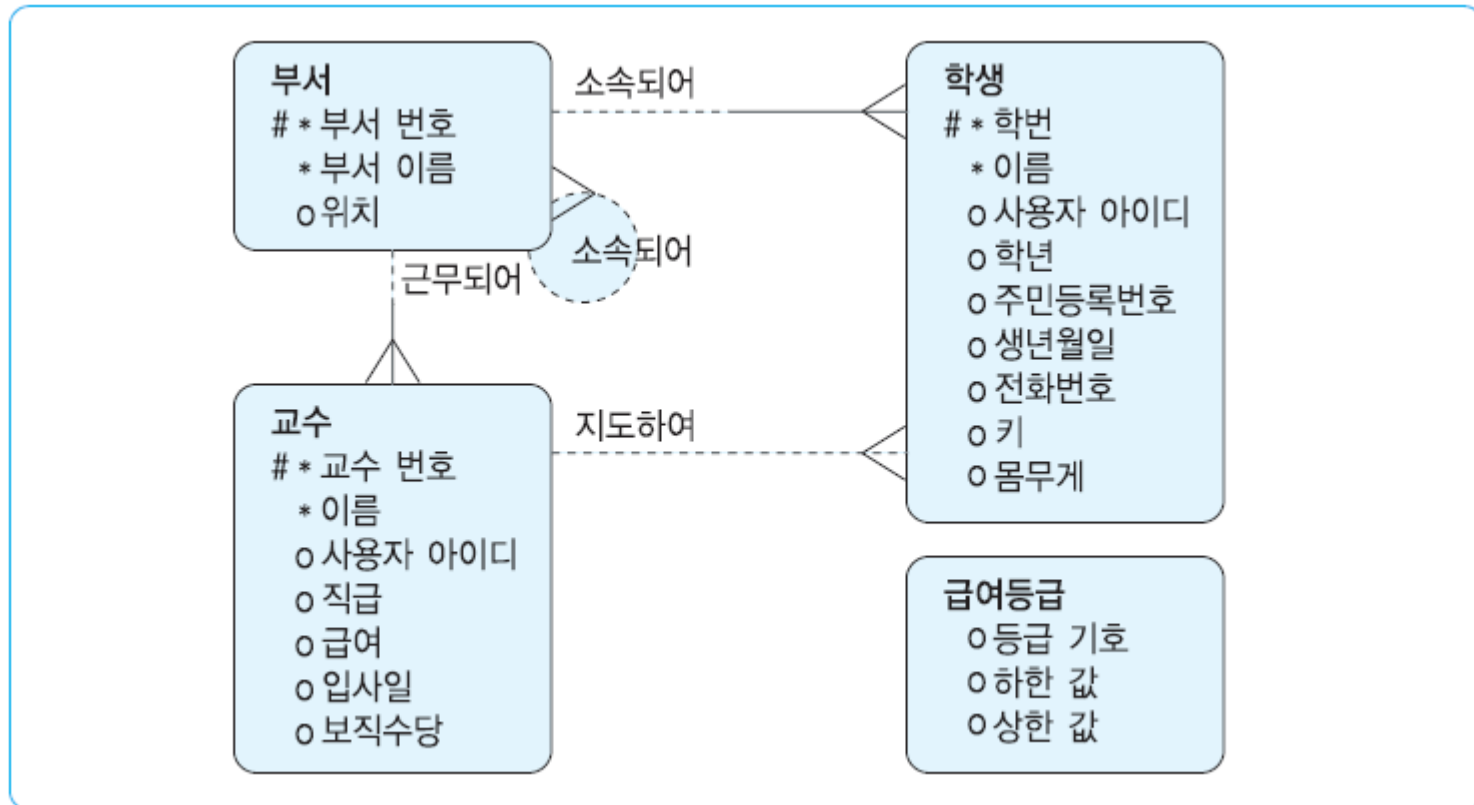 부서
# * 부서 번호
* 부서 이름
o 위치
소속되어
소속되어
근무되어
학생
# * 학번
* 이름
o 사용자 아이디
o 학년
o 주민등록번호
o 생년월일
o 전화번호
o 키
o 몸무게
교수
# * 교수 번호
* 이름
o 사용자 아이디
o 직급
o 급여
o 입사일
o 보직수당
지도하여
급여등급
o 등급 기호
o 하한 값
o 상한 값